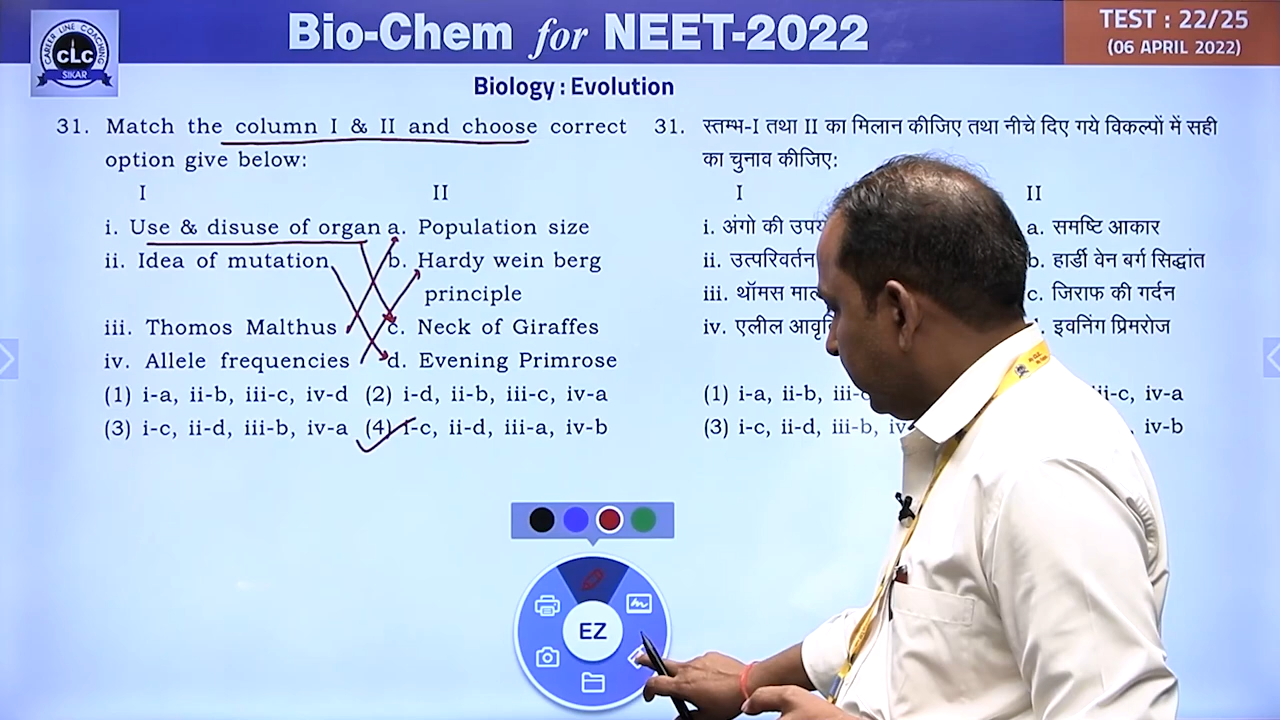 Bio-Chem for NEET-2022
TEST : 22/25
(06 APRIL 2022)
CAREER LINE COACHING
CLC
SIKAR
Biology : Evolution
31. Match the column I & II and choose correct
option give below:
I II
i. Use & disuse of organ a. Population size
ii. Idea of mutation b. Hardy wein berg
principle
iii. Thomos Malthus c. Neck of Giraffes
iv. Allele frequencies d. Evening Primrose
(1) i-a, ii-b, iii-c, iv-d (2) i-d, ii-b, iii-c, iv-a
(3) i-c, ii-d, iii-b, iv-a (4) i-c, ii-d, iii-a, iv-b
31. स्तम्भ-I तथा II का मिलान कीजिए तथा नीचे दिए गये विकल्पों में सही
का चुनाव कीजिए:
I II
i. अंगो की a. समष्टि आकार
ii. उत्परिवर्तन b. हार्डी वेन बर्ग सिद्धांत
iii. थॉमस c. जिराफ की गर्दन
iv. एलील इवनिंग प्रिमरोज
(1) i-a, ii-b, iv-a
(3) i-c, ii-d, iii-b, iv-b
EZ